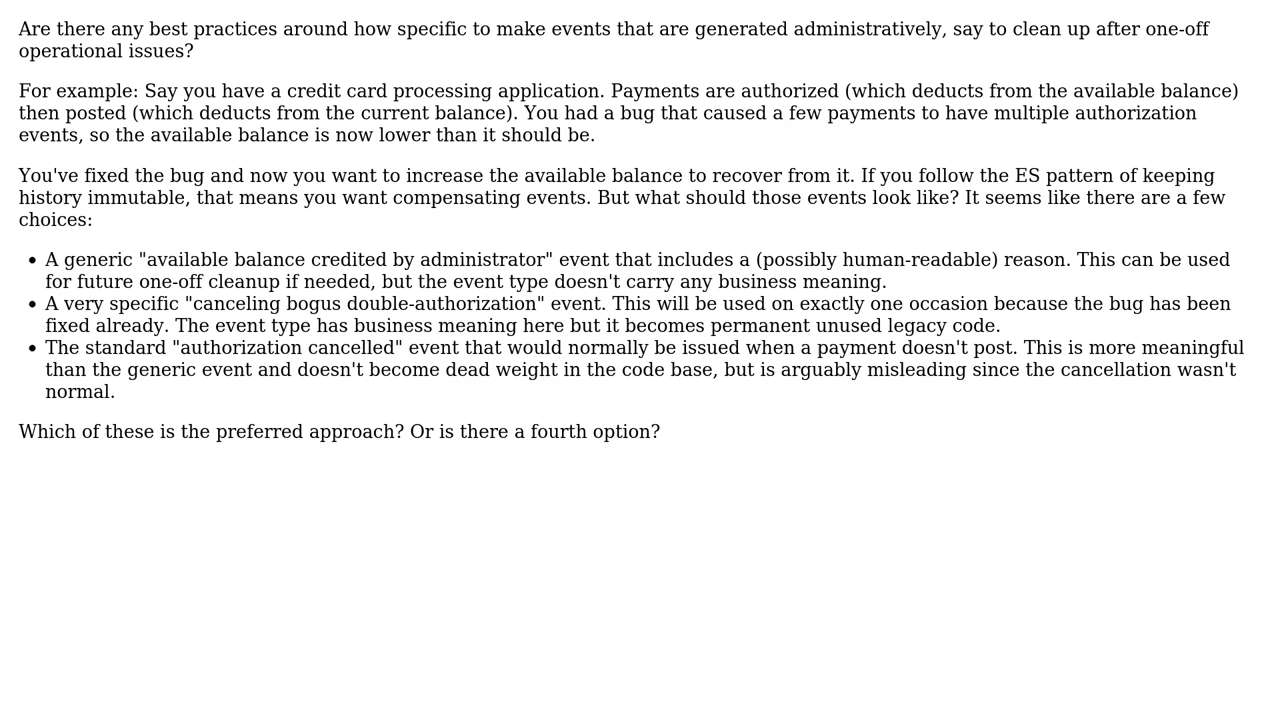 Are there any best practices around how specific to make events that are generated administratively, say to clean up after one-off
operational issues?
For example: Say you have a credit card processing application. Payments are authorized (which deducts from the available balance)
then posted (which deducts from the current balance). You had a bug that caused a few payments to have multiple authorization
events, so the available balance is now lower than it should be.
You've fixed the bug and now you want to increase the available balance to recover from it. If you follow the ES pattern of keeping
history immutable, that means you want compensating events. But what should those events look like? It seems like there are a few
choices:
• A generic "available balance credited by administrator" event that includes a (possibly human-readable) reason. This can be used
for future one-off cleanup if needed, but the event type doesn't carry any business meaning.
• A very specific "canceling bogus double-authorization" event. This will be used on exactly one occasion because the bug has been
fixed already. The event type has business meaning here but it becomes permanent unused legacy code.
• The standard "authorization cancelled" event that would normally be issued when a payment doesn't post. This is more meaningful
than the generic event and doesn't become dead weight in the code base, but is arguably misleading since the cancellation wasn't
normal.
Which of these is the preferred approach? Or is there a fourth option?